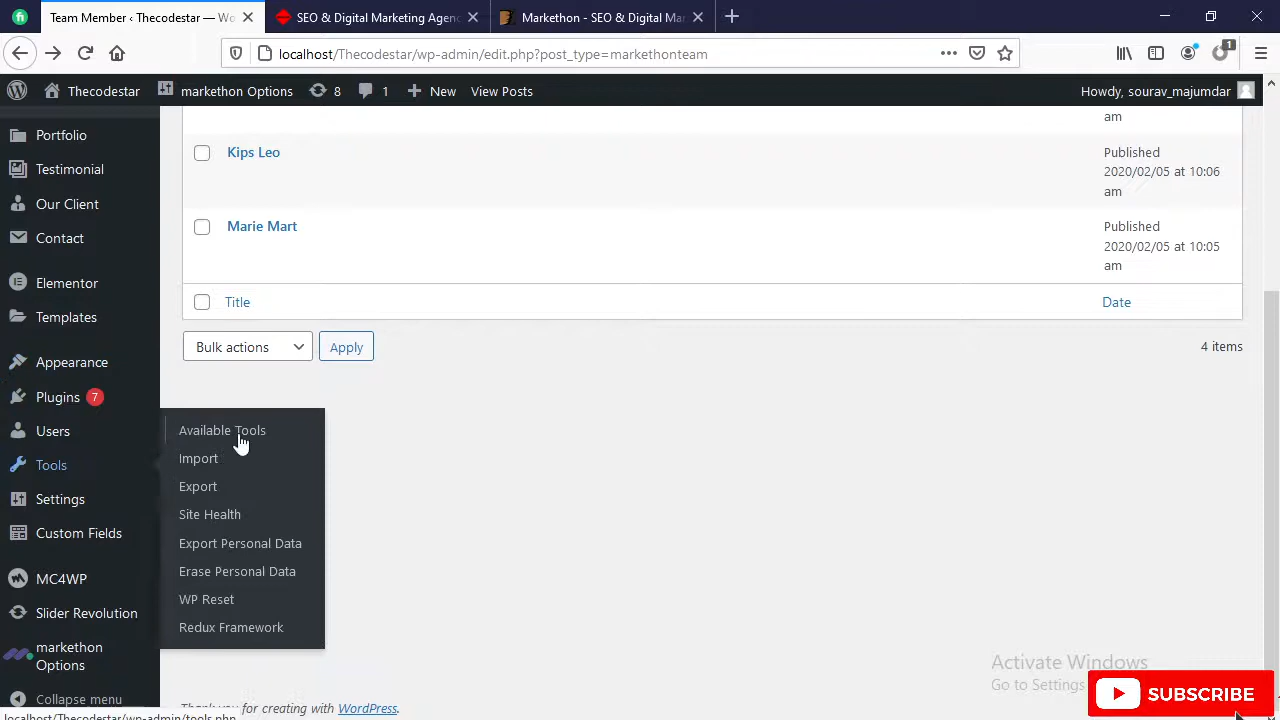 Team Member ‹ Thecodestar — Wo
SEO & Digital Marketing Agenc
Markethon - SEO & Digital Mar
localhost/Thecodestar/wp-admin/edit.php?post_type=markethonteam
1
Thecodestar
markethon Options
8
1
New
View Posts
Howdy, sourav_majumdar
Portfolio
Testimonial
Our Client
Contact
Elementor
Templates
Appearance
Plugins 7
Users
Tools
Settings
Custom Fields
MC4WP
Slider Revolution
markethon
Options
Collapse menu
am
Kips Leo
Published
2020/02/05 at 10:06
am
Marie Mart
Published
2020/02/05 at 10:05
am
Title
Date
Bulk actions
Apply
4 items
Available Tools
Import
Export
Site Health
Export Personal Data
Erase Personal Data
WP Reset
Redux Framework
Activate Windows
Go to Settings
SUBSCRIBE
Thank you for creating with WordPress.
localhost/Thecodestar/wp-admin/tools.php